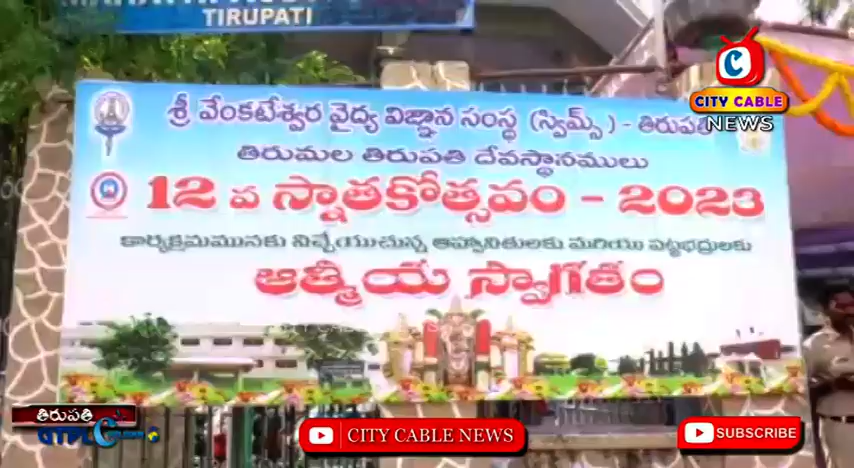 TIRUPATI
శ్రీ వేంకటేశ్వర వైద్య విజ్ఞాన సంస్థ (స్విమ్స్) - తిరుపతి
తిరుమల తిరుపతి దేవస్థానములు
12 వ స్నాతకోత్సవం - 2023
కార్యక్రమమునకు విచ్చేయుచున్న ఆహ్వానితులకు మరియు పట్టభద్రులకు
ఆత్మీయ స్వాగతం
C
CITY CABLE
NEWS
తిరుపతి
GTPL
CITY CABLE NEWS
SUBSCRIBE